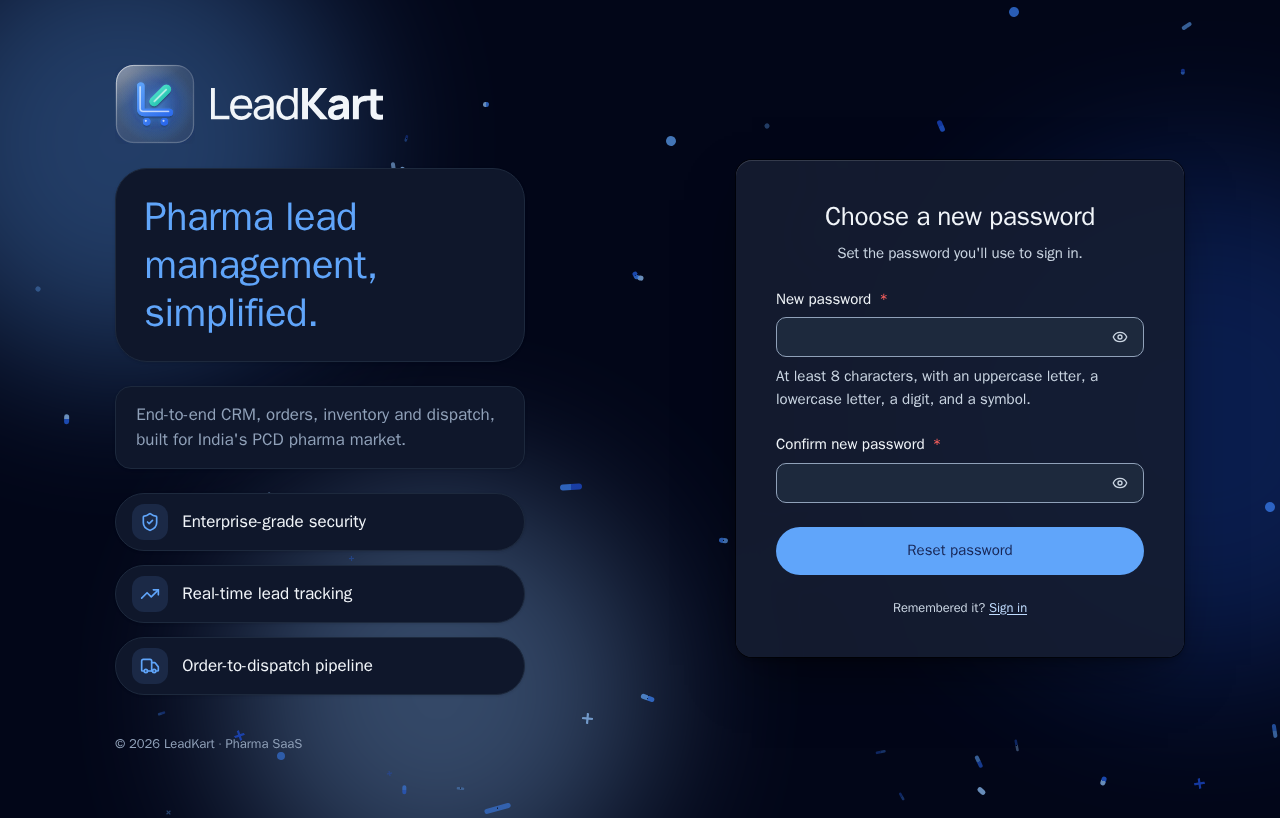 LeadKart
Pharma lead
management,
simplified.
End-to-end CRM, orders, inventory and dispatch,
built for India's PCD pharma market.
Enterprise-grade security
Real-time lead tracking
Order-to-dispatch pipeline
© 2026 LeadKart · Pharma SaaS
Choose a new password
Set the password you'll use to sign in.
New password *
At least 8 characters, with an uppercase letter, a
lowercase letter, a digit, and a symbol.
Confirm new password *
Reset password
Remembered it? Sign in